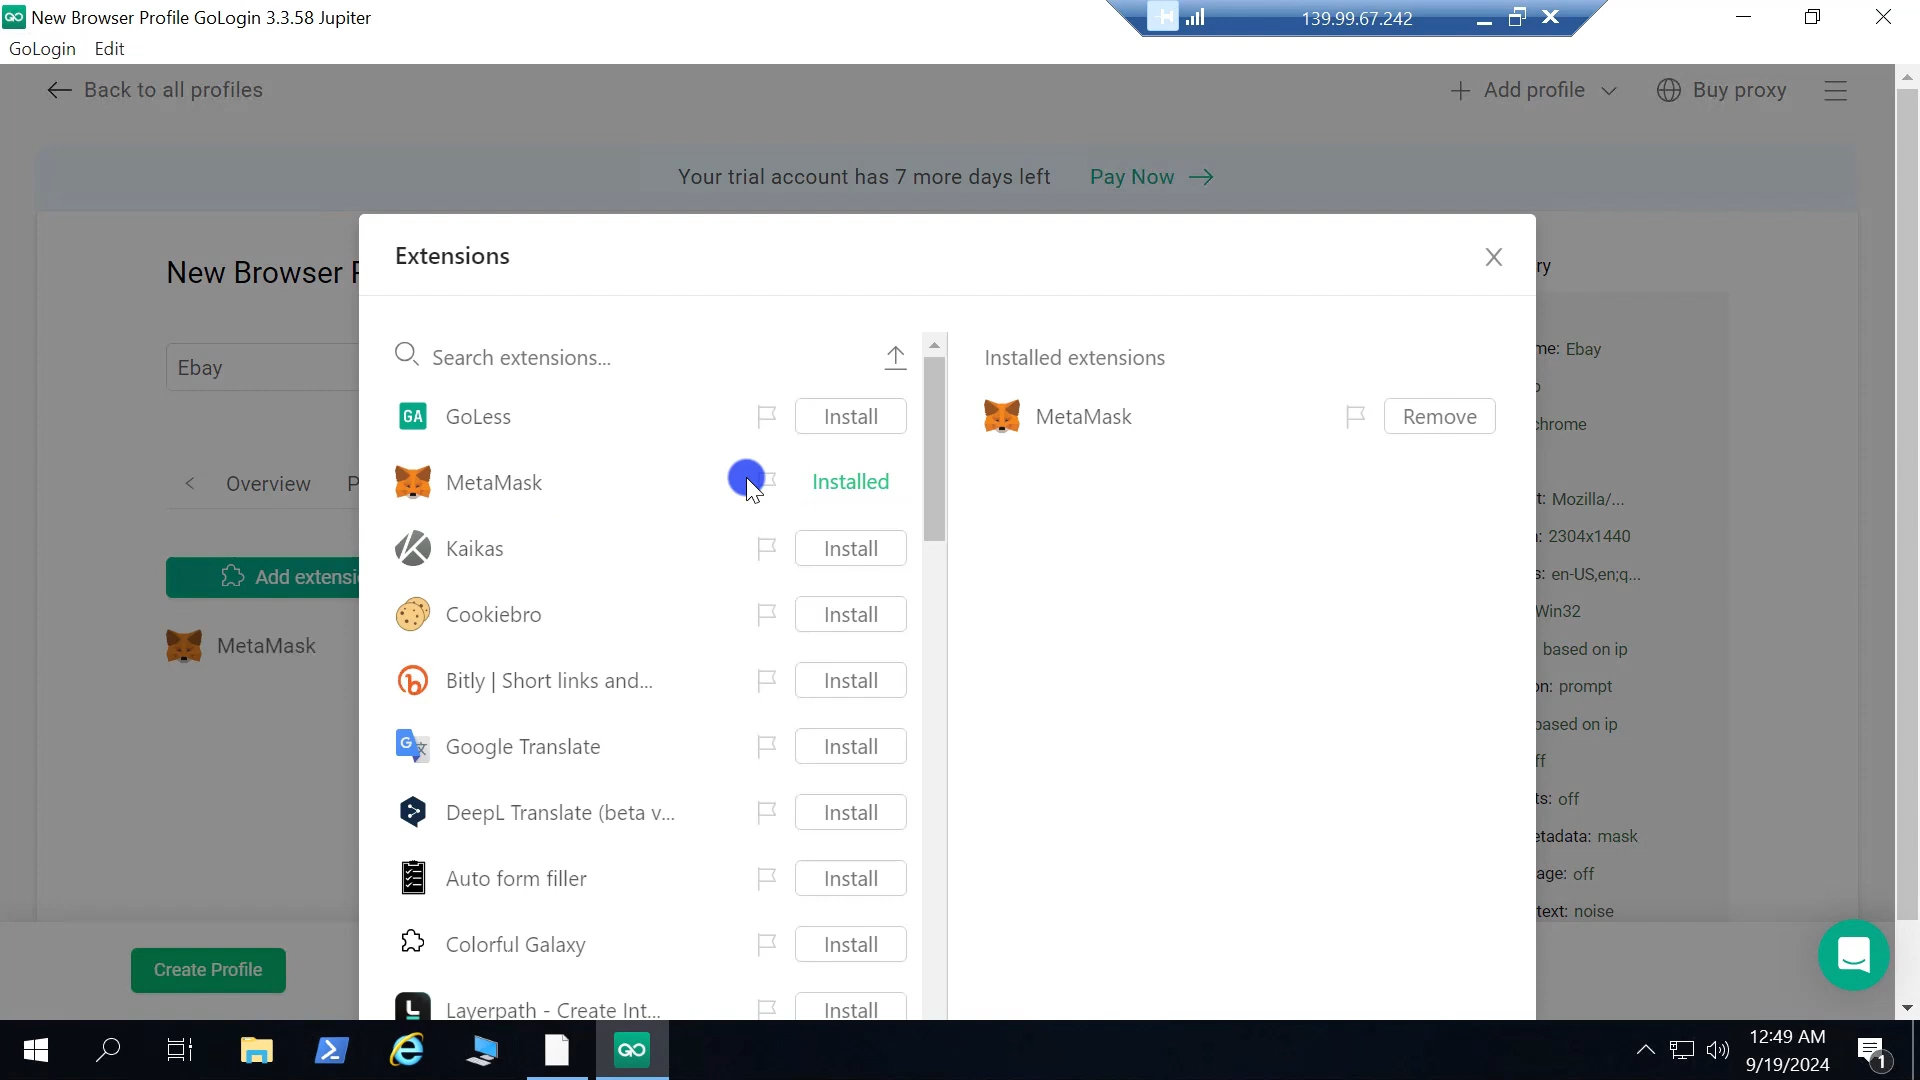 New Browser Profile GoLogin 3.3.58 Jupiter
139.99.67.242
GoLogin Edit
Back to all profiles
Add profile
Buy proxy
Your trial account has 7 more days left Pay Now
New Browser
Extensions
Ebay
Search extensions...
Installed extensions
me: Ebay
GA GoLess Install
MetaMask Remove
chrome
Overview
MetaMask Installed
t: Mozilla/...
2304x1440
Kaikas Install
Add extensi
s: en-US,en;q...
Cookiebro Install
Win32
MetaMask
based on ip
Bitly | Short links and... Install
on: prompt
based on ip
Google Translate Install
ts: off
DeepL Translate (beta v... Install
etadata: mask
Auto form filler Install
age: off
text: noise
Colorful Galaxy Install
Create Profile
Layerpath - Create Int... Install
12:49 AM
9/19/2024
1